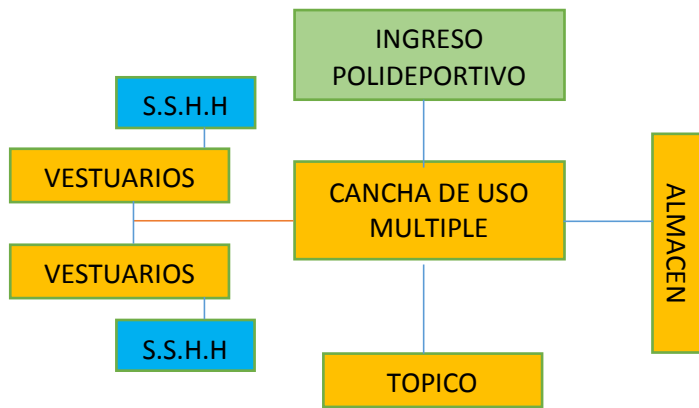 INGRESO
POLIDEPORTIVO
S.S.H.H
VESTUARIOS
CANCHA DE USO
MULTIPLE
ALMACEN
VESTUARIOS
S.S.H.H
TOPICO